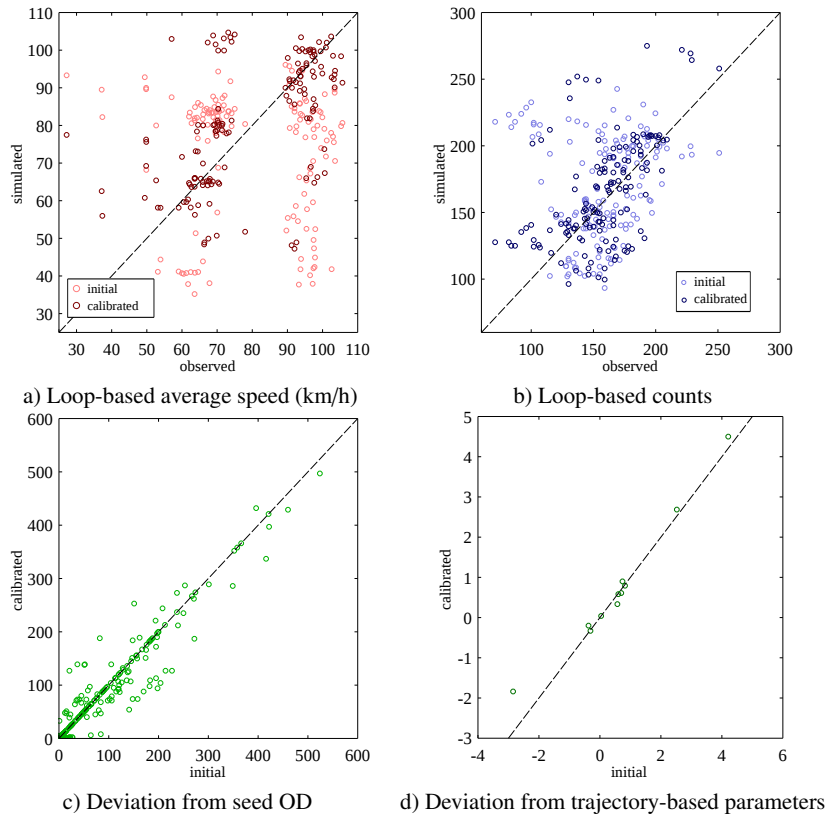 110
100
90
80
70
60
50
40
30
simulated
initial
calibrated
30 40 50 60 70 80 90 100 110
observed
a) Loop-based average speed (km/h)
300
250
200
150
100
simulated
initial
calibrated
100 150 200 250 300
observed
b) Loop-based counts
600
500
400
300
200
100
0
calibrated
0 100 200 300 400 500 600
initial
c) Deviation from seed OD
5
4
3
2
1
0
-1
-2
-3
calibrated
-4 -2 0 2 4 6
initial
d) Deviation from trajectory-based parameters